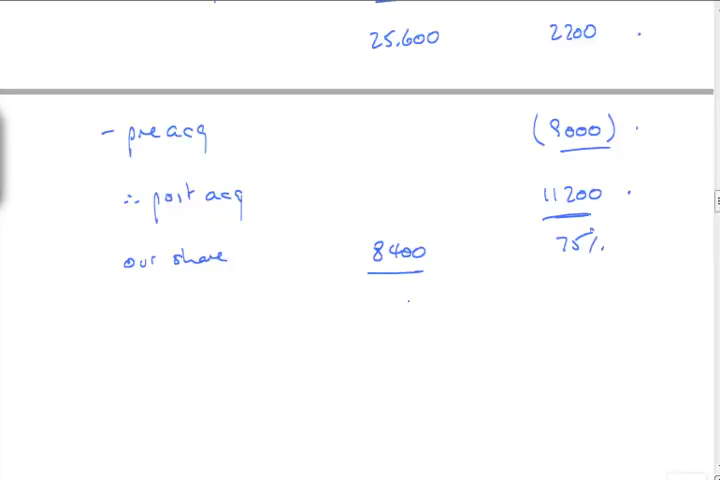 25.600 2200
- pre acq (9000)
∴ post acq 11200
our share 8400 75%